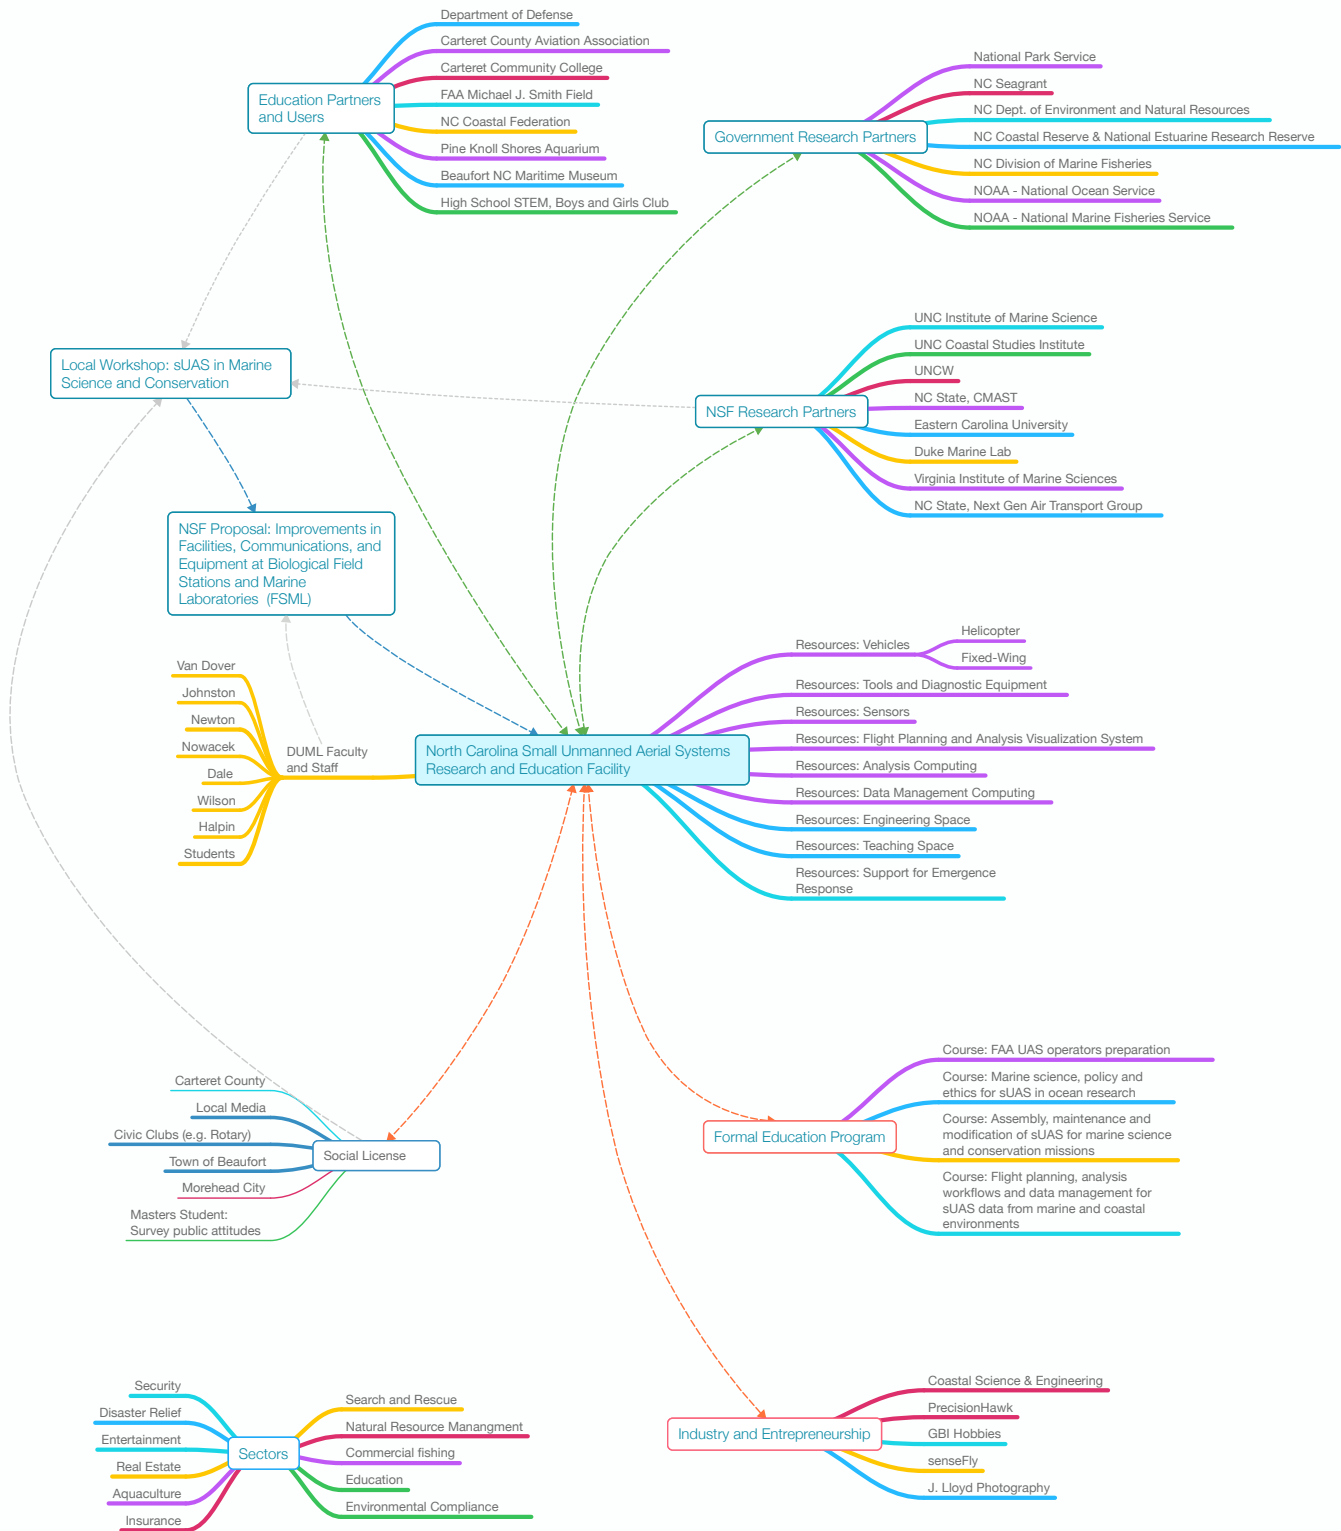 Department of Defense
Carteret County Aviation Association
Carteret Community College
FAA Michael J. Smith Field
NC Coastal Federation
Pine Knoll Shores Aquarium
Beaufort NC Maritime Museum
High School STEM, Boys and Girls Club
Education Partners
and Users
National Park Service
NC Seagrant
NC Dept. of Environment and Natural Resources
NC Coastal Reserve & National Estuarine Research Reserve
NC Division of Marine Fisheries
NOAA - National Ocean Service
NOAA - National Marine Fisheries Service
Government Research Partners
UNC Institute of Marine Science
UNC Coastal Studies Institute
UNCW
NC State, CMAST
Eastern Carolina University
Duke Marine Lab
Virginia Institute of Marine Sciences
NC State, Next Gen Air Transport Group
NSF Research Partners
Local Workshop: sUAS in Marine
Science and Conservation
NSF Proposal: Improvements in
Facilities, Communications, and
Equipment at Biological Field
Stations and Marine
Laboratories (FSML)
Van Dover
Johnston
Newton
Nowacek
Dale
Wilson
Halpin
Students
DUML Faculty
and Staff
North Carolina Small Unmanned Aerial Systems
Research and Education Facility
Resources: Vehicles
Helicopter
Fixed-Wing
Resources: Tools and Diagnostic Equipment
Resources: Sensors
Resources: Flight Planning and Analysis Visualization System
Resources: Analysis Computing
Resources: Data Management Computing
Resources: Engineering Space
Resources: Teaching Space
Resources: Support for Emergence
Response
Carteret County
Local Media
Civic Clubs (e.g. Rotary)
Town of Beaufort
Morehead City
Masters Student:
Survey public attitudes
Social License
Formal Education Program
Course: FAA UAS operators preparation
Course: Marine science, policy and
ethics for sUAS in ocean research
Course: Assembly, maintenance and
modification of sUAS for marine science
and conservation missions
Course: Flight planning, analysis
workflows and data management for
sUAS data from marine and coastal
environments
Security
Disaster Relief
Entertainment
Real Estate
Aquaculture
Insurance
Sectors
Search and Rescue
Natural Resource Managment
Commercial fishing
Education
Environmental Compliance
Industry and Entrepreneurship
Coastal Science & Engineering
PrecisionHawk
GBI Hobbies
senseFly
J. Lloyd Photography